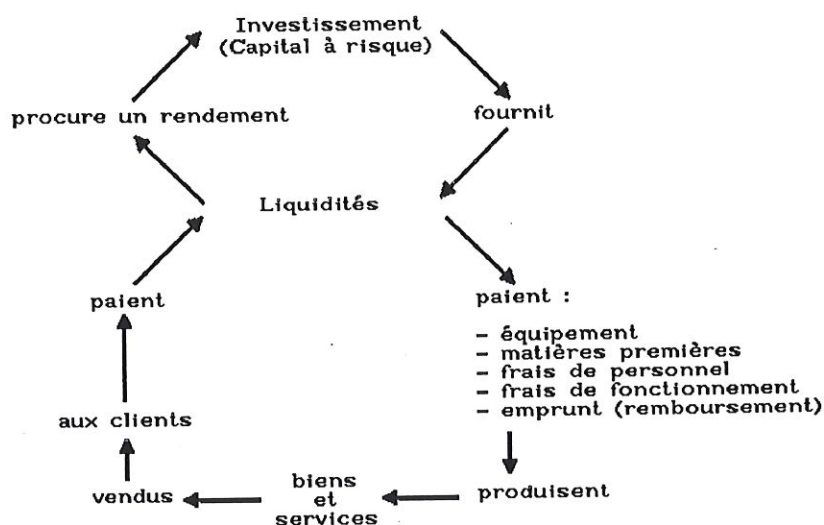 Investissement
(Capital à risque)
procure un rendement
fournit
Liquidités
paient
paient :
- équipement
- matières premières
- frais de personnel
- frais de fonctionnement
- emprunt (remboursement)
aux clients
vendus
biens
et
services
produisent